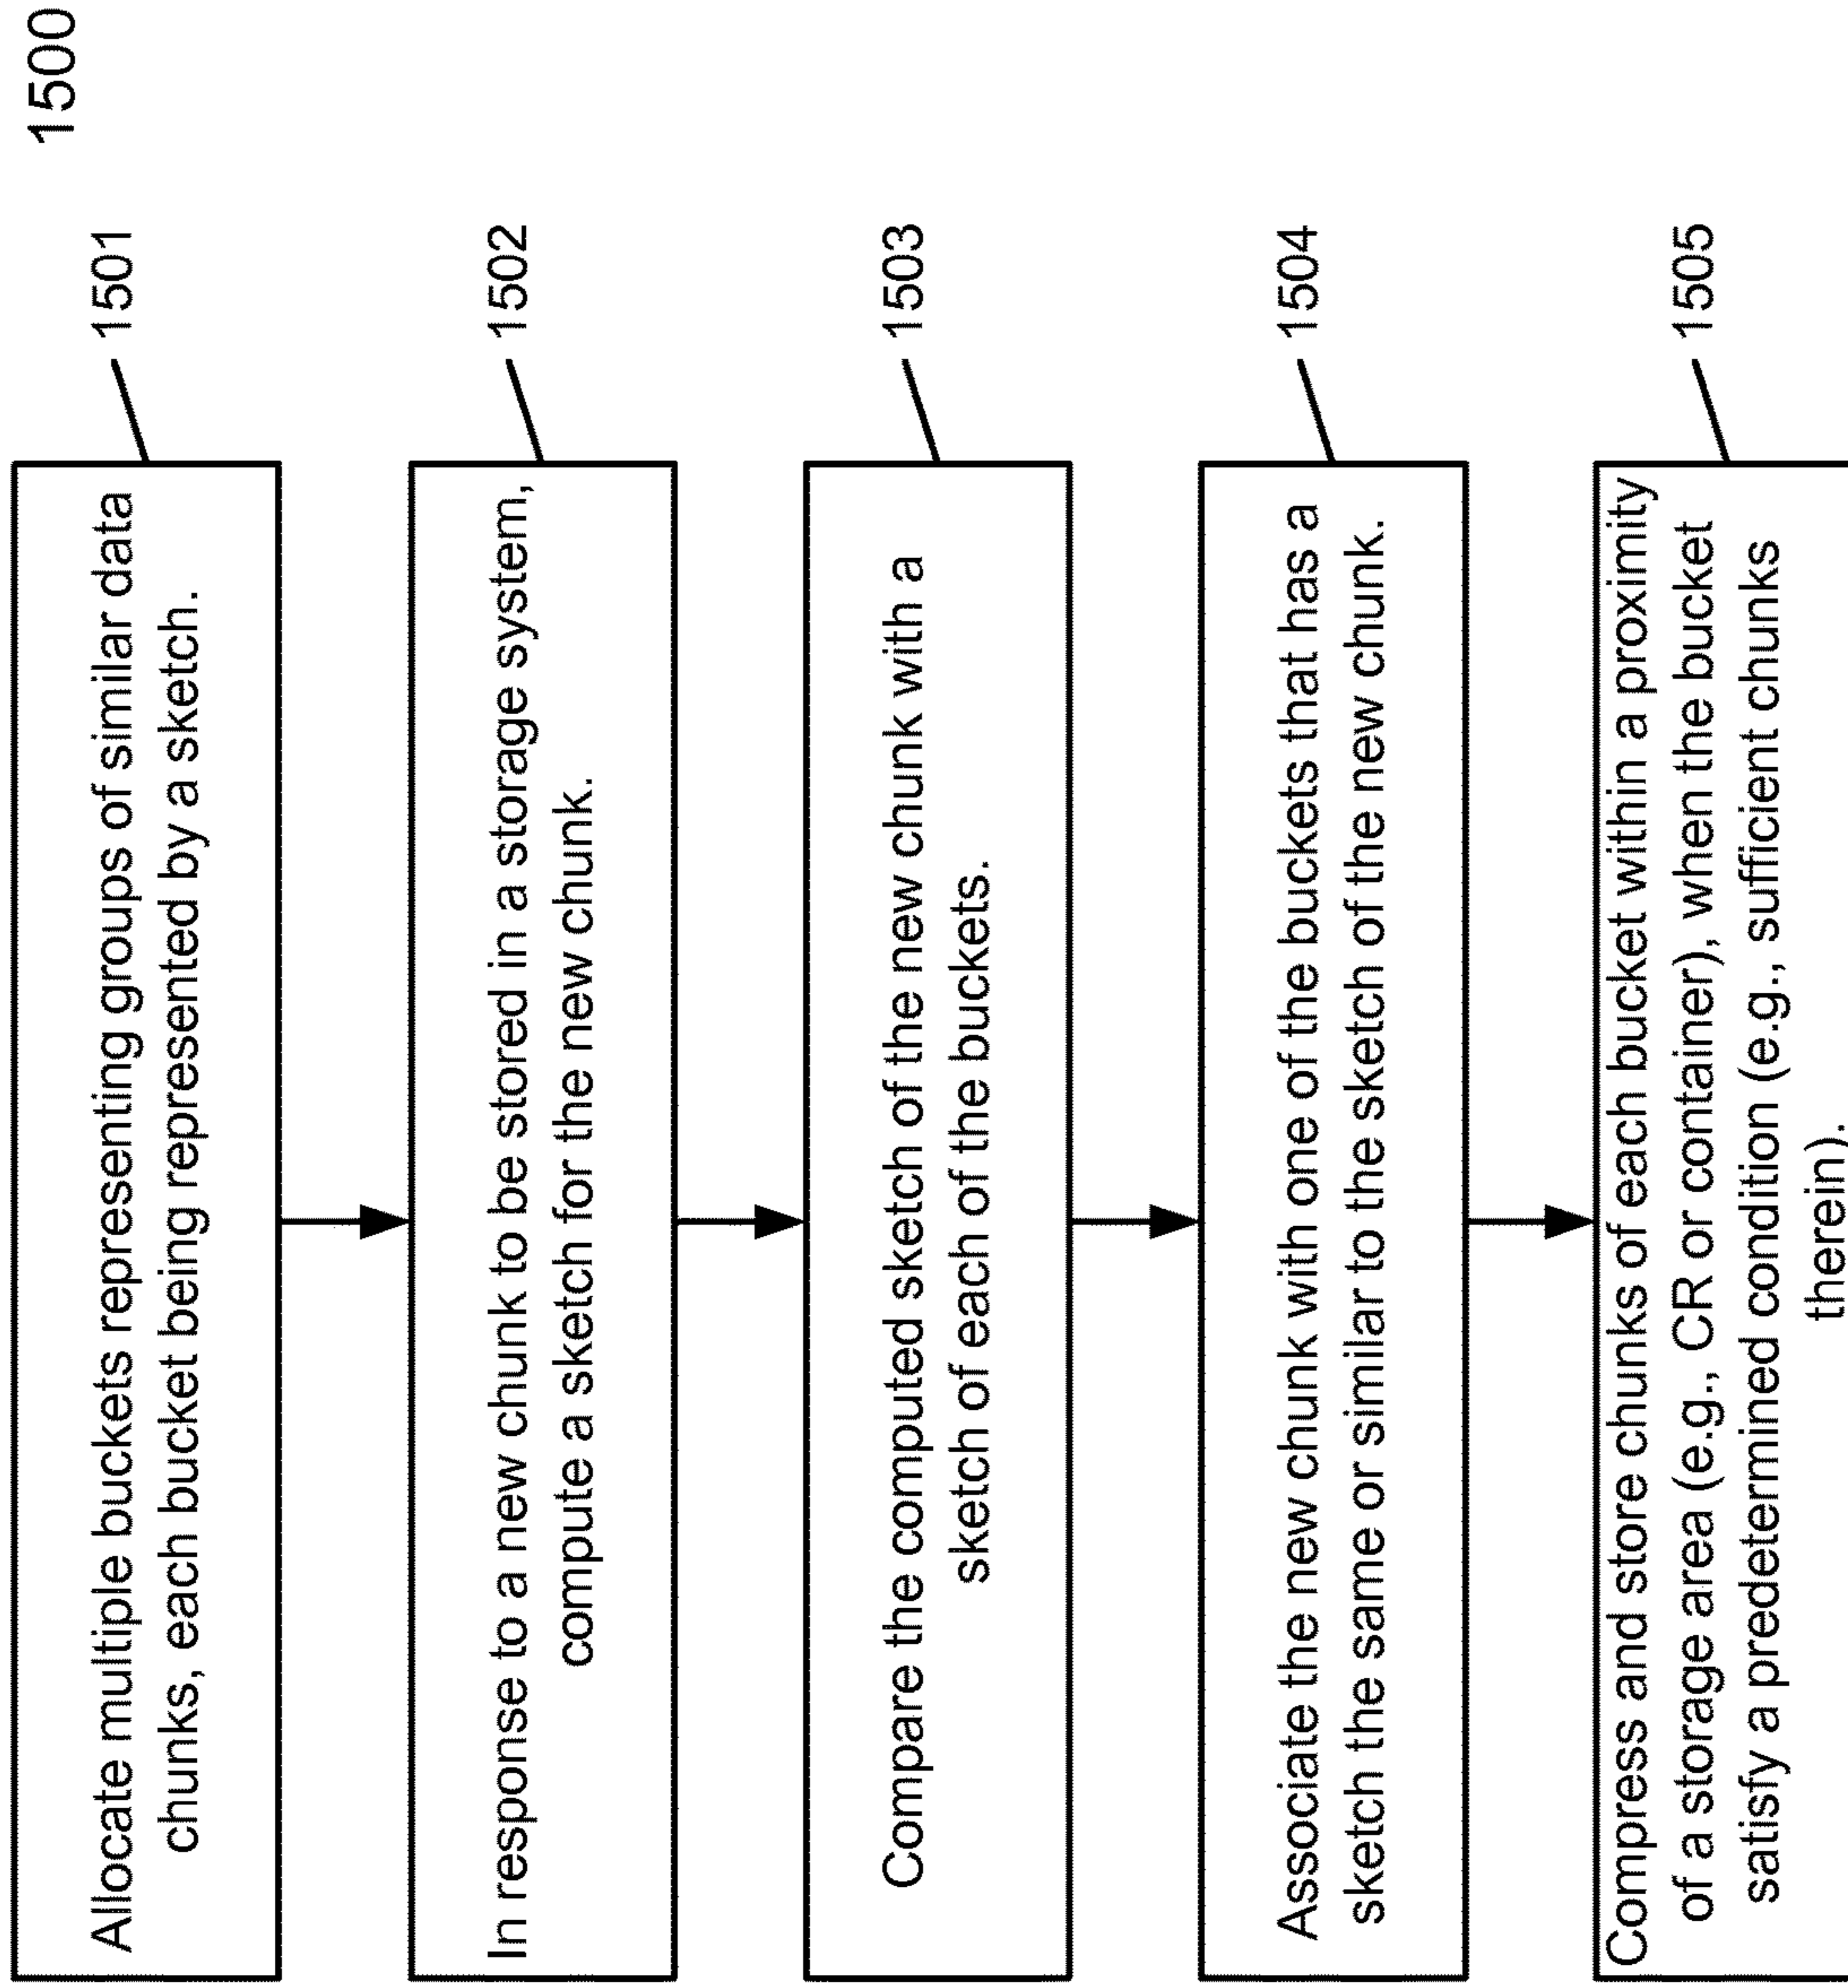 1500
Allocate multiple buckets representing groups of similar data
chunks, each bucket being represented by a sketch.
1501
In response to a new chunk to be stored in a storage system,
compute a sketch for the new chunk.
1502
Compare the computed sketch of the new chunk with a
sketch of each of the buckets.
1503
Associate the new chunk with one of the buckets that has a
sketch the same or similar to the sketch of the new chunk.
1504
Compress and store chunks of each bucket within a proximity
of a storage area (e.g., CR or container), when the bucket
satisfy a predetermined condition (e.g., sufficient chunks
therein).
1505